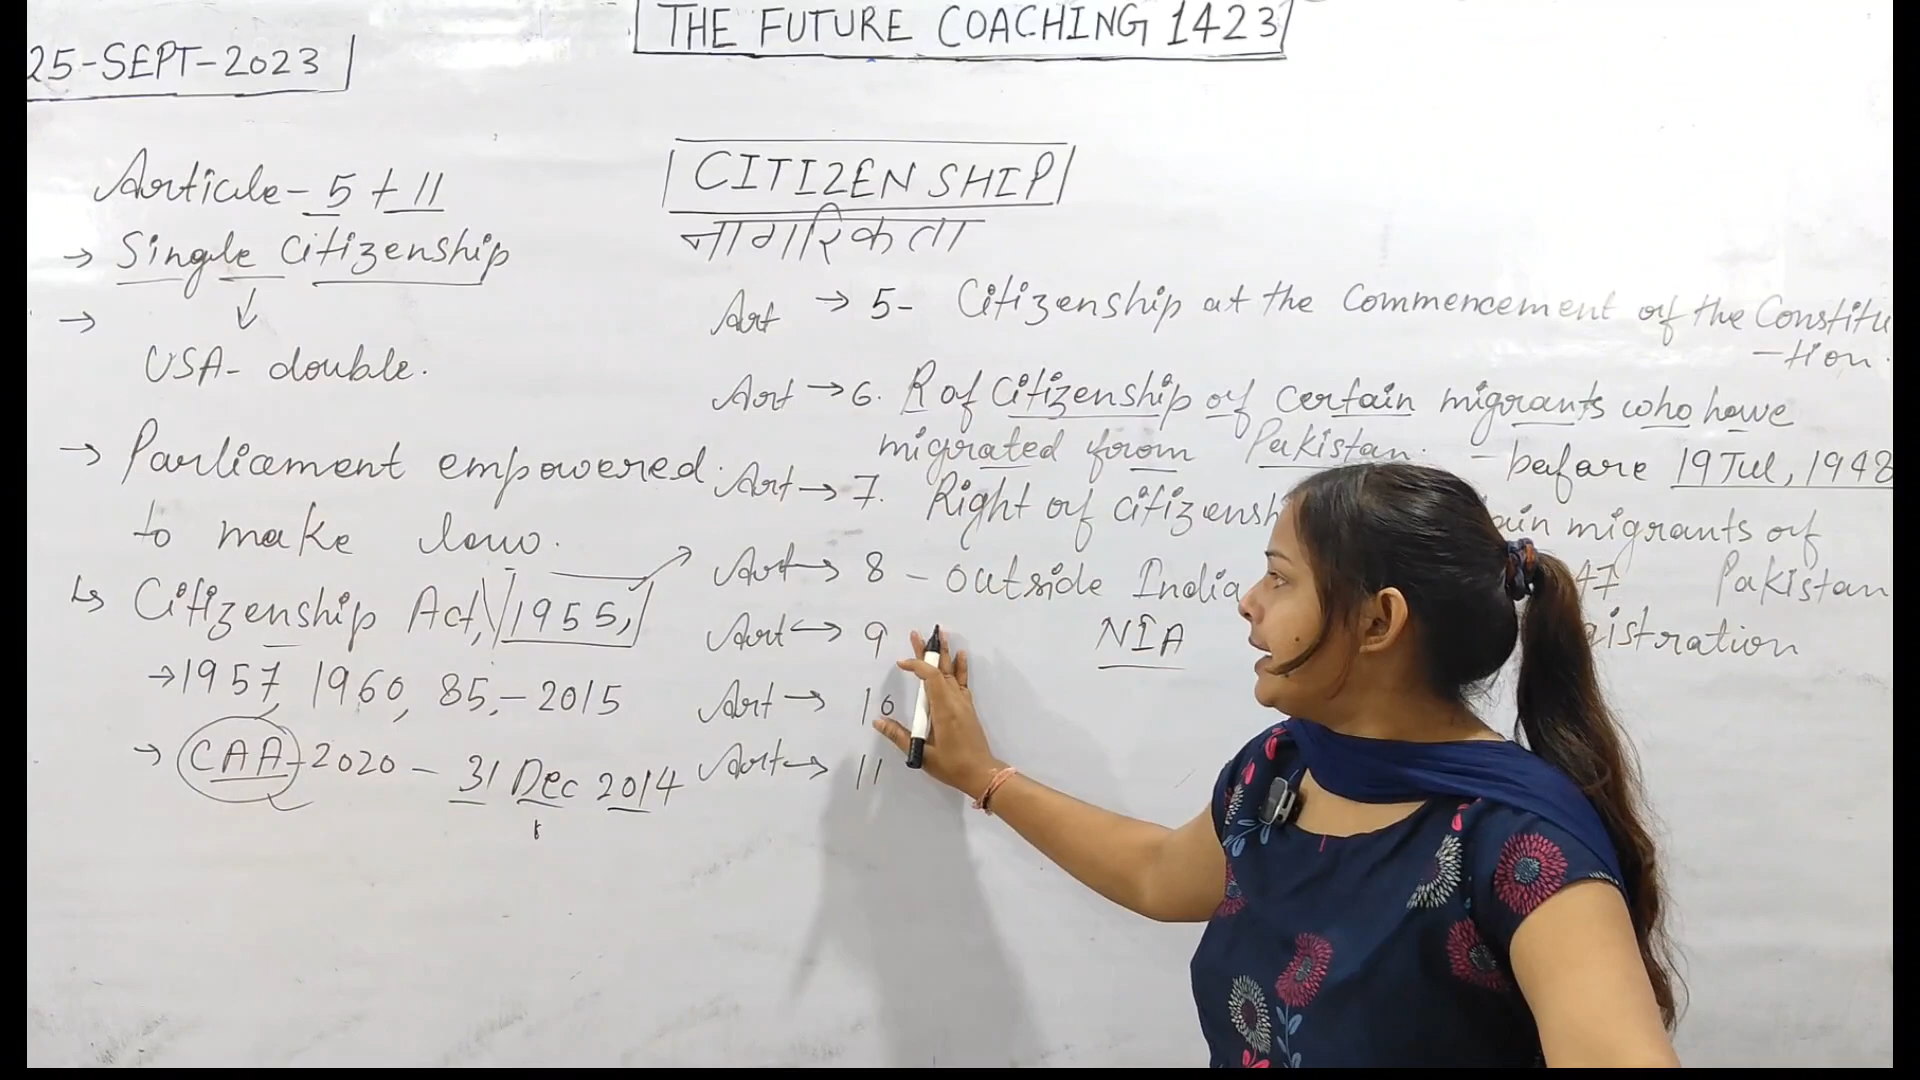 THE FUTURE COACHING 1423
25-SEPT-2023
Article- 5 + 11
→ Single Citizenship
↓
→
USA- double.
→ Parliament empowered.
to make law.
↳ Citizenship Act, 1955,
→1957, 1960, 85,-2015
→ CAA-2020 - 31 Dec 2014
CITIZENSHIP
नागरिकता
Art → 5- Citizenship at the Commencement of the Constitu
-tion.
Art → 6. R of Citizenship of certain migrants who have
migrated from Pakistan. - before 19 Jul, 1948
Art → 7. Right of citizensh ain migrants of
Pakistan
Art → 8 - outside India 47
Art → 9 NIA istration
Art → 10
Art → 11